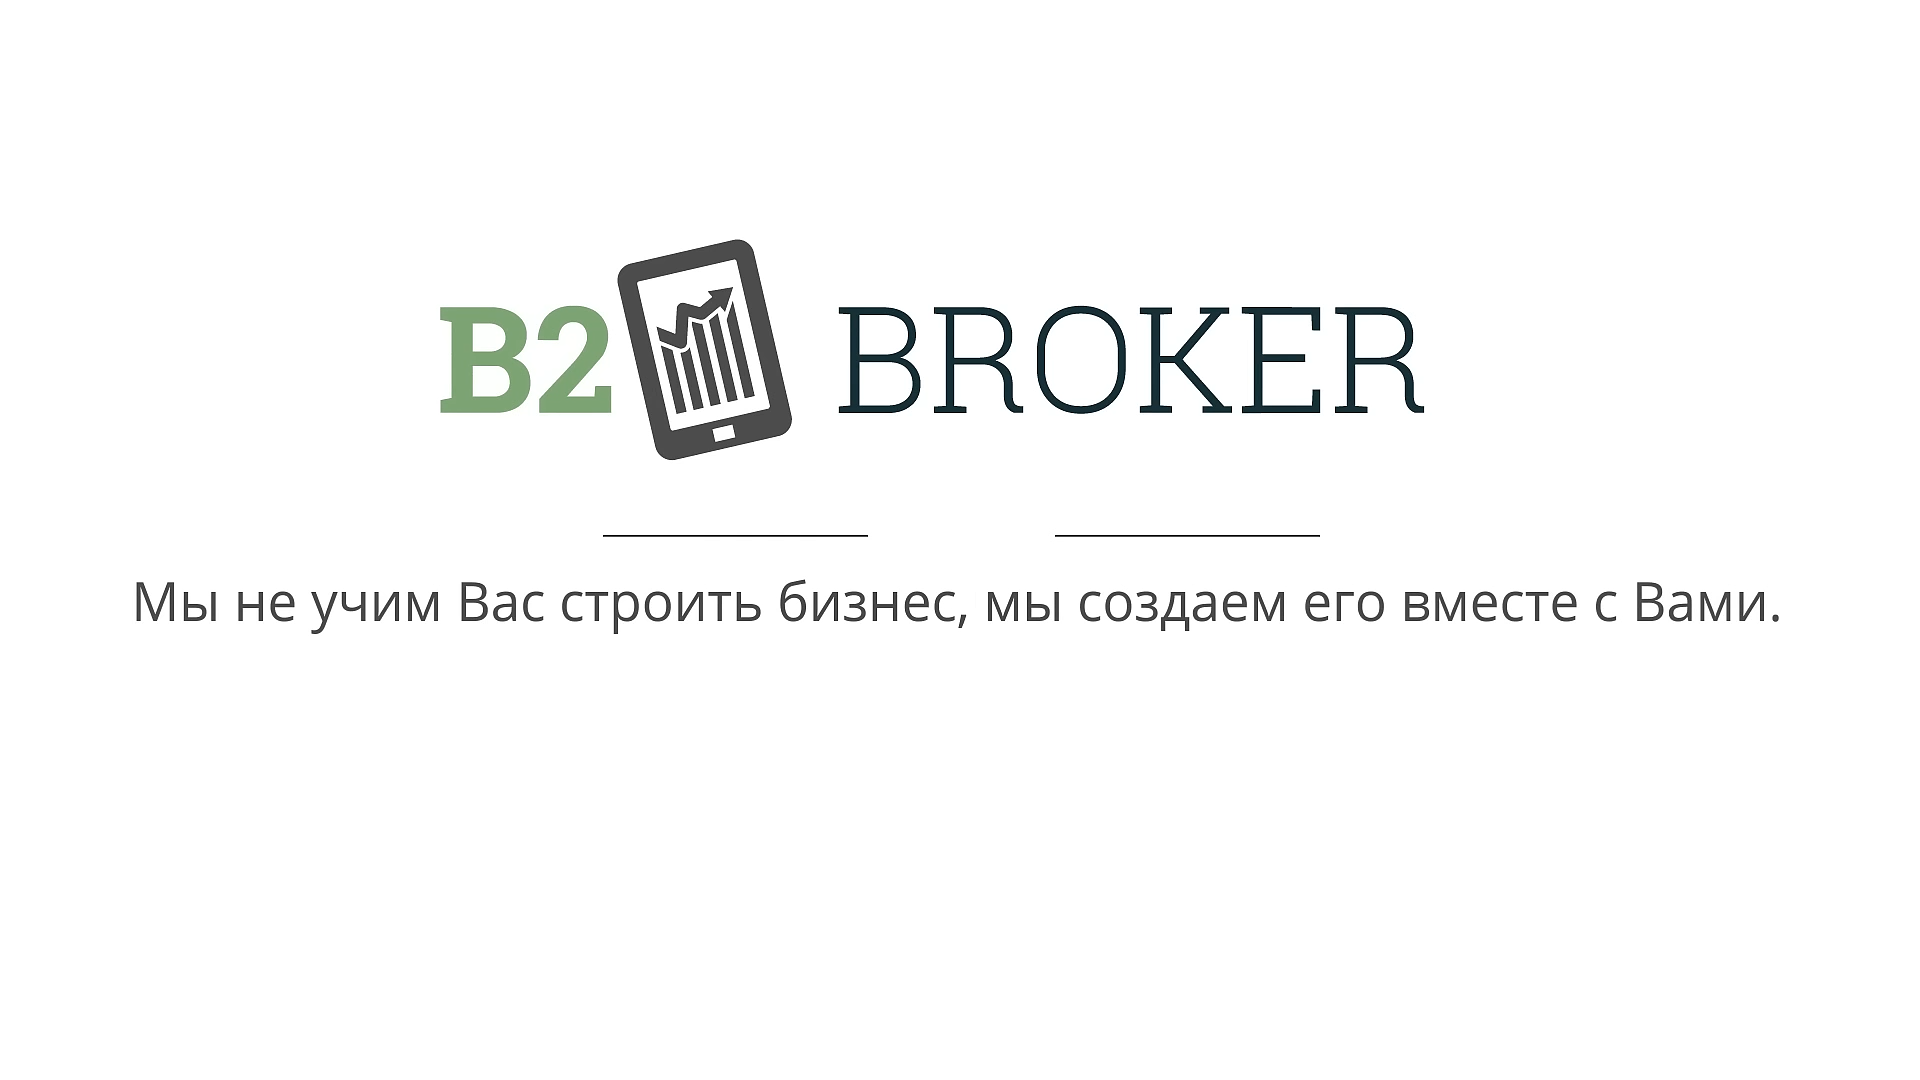 B2 BROKER
Мы не учим Вас строить бизнес, мы создаем его вместе с Вами.